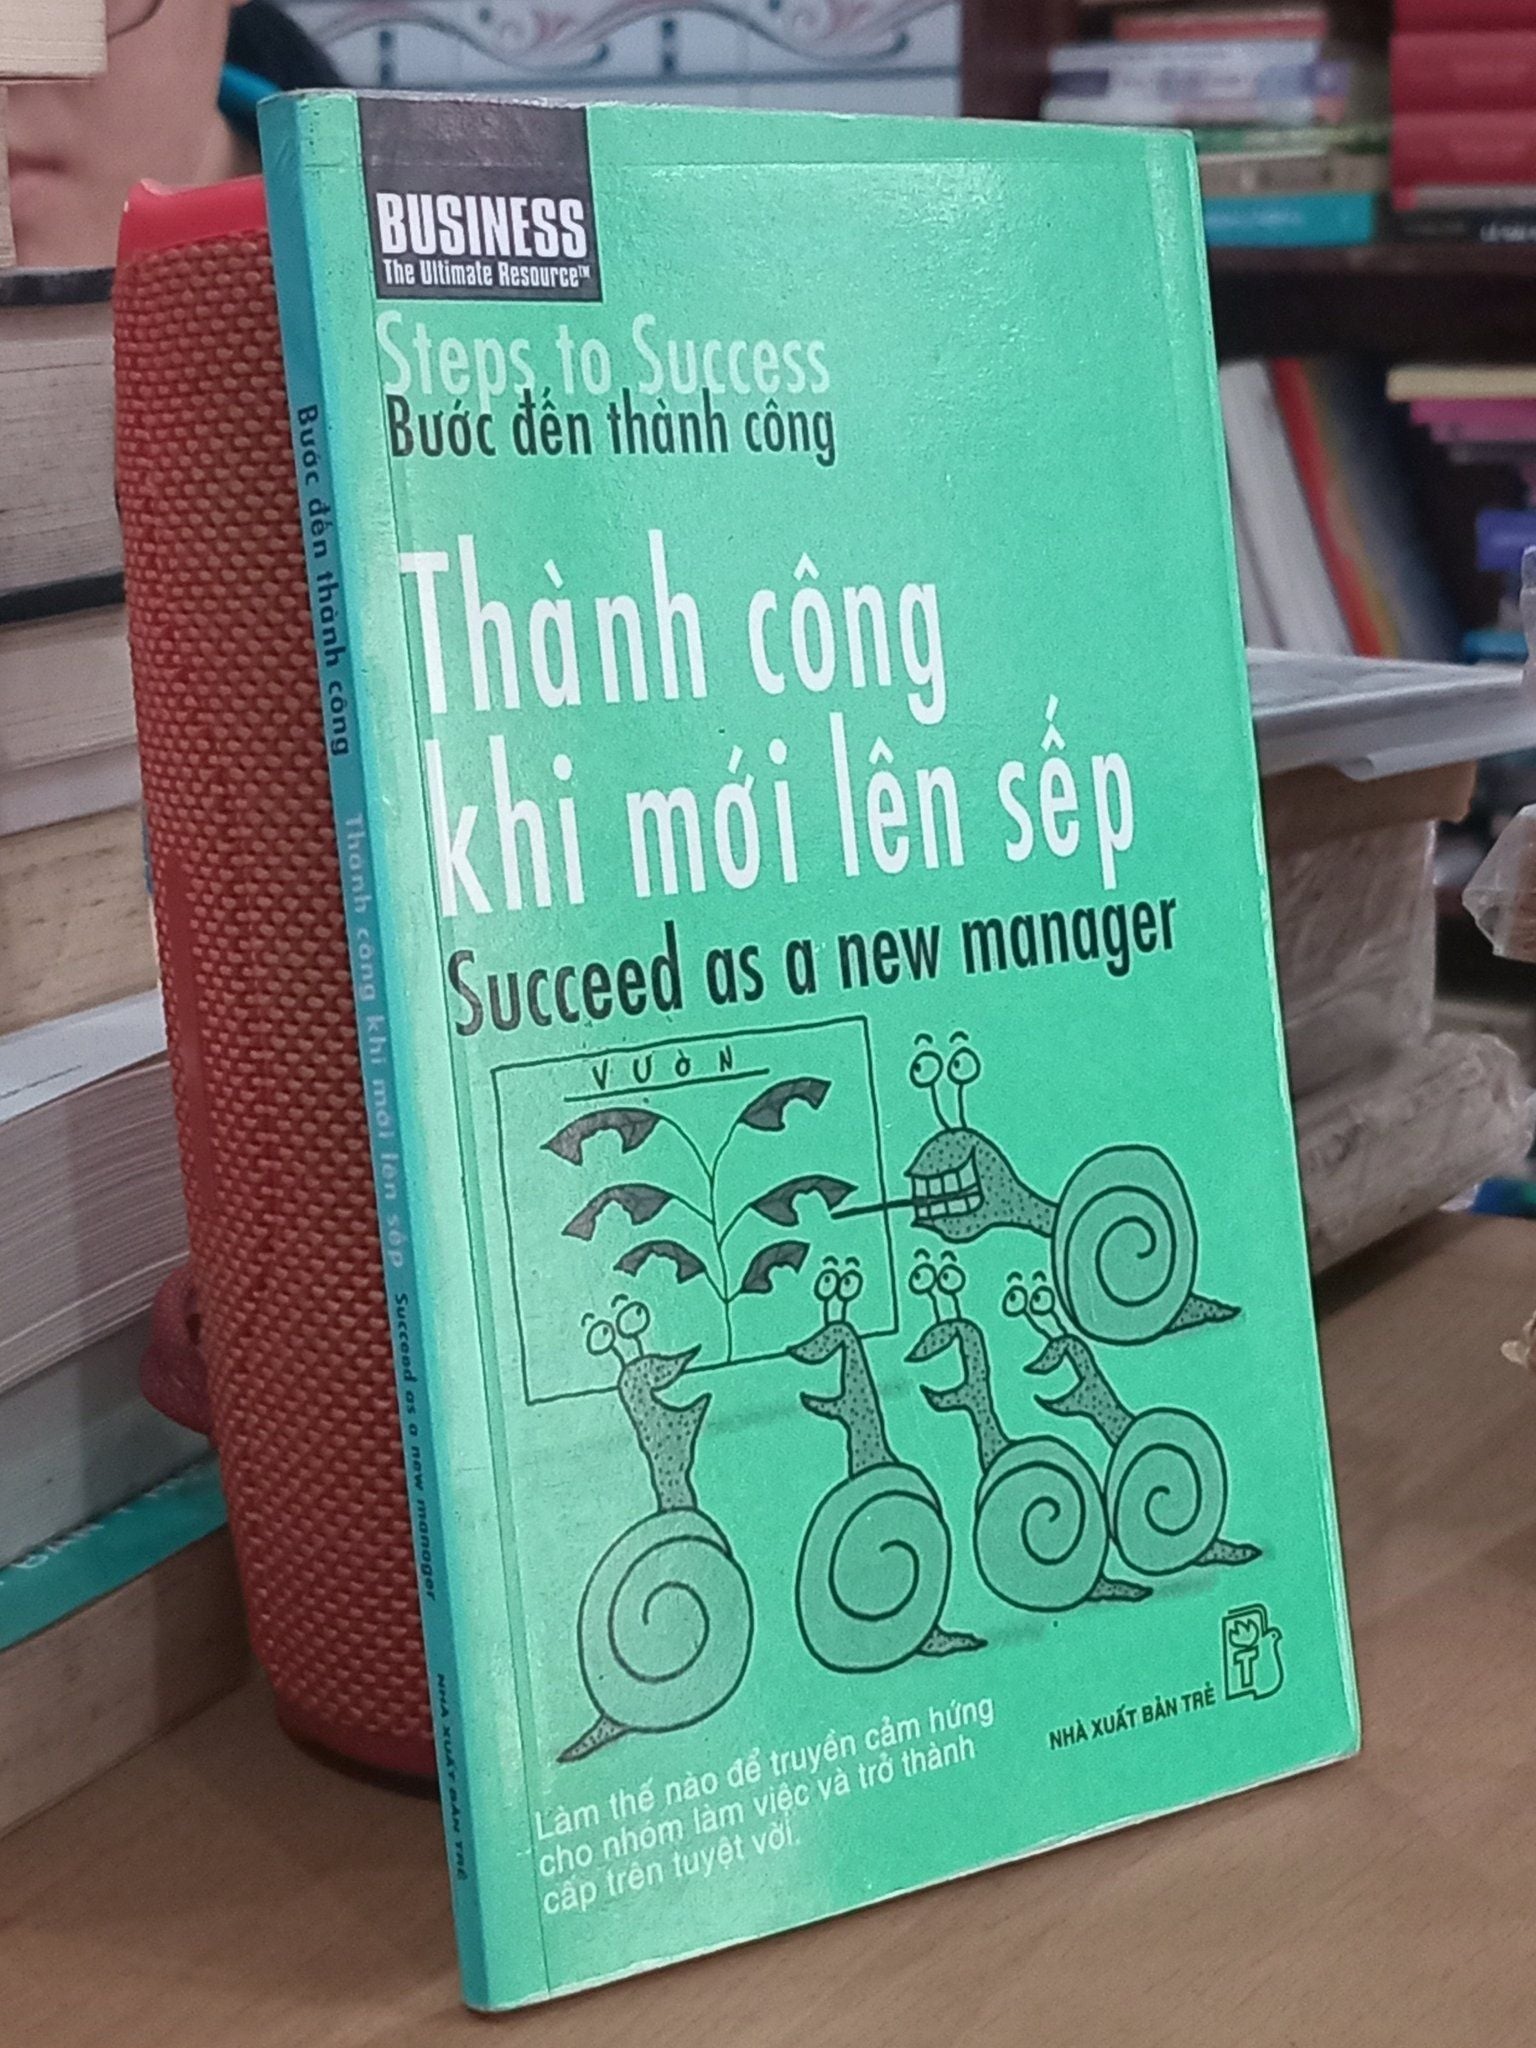 BUSINESS
The Ultimate Resource™
Steps to Success
Bước đến thành công
Thành công
khi mới lên sếp
Succeed as a new manager
VƯỜN
NHÀ XUẤT BẢN TRẺ
T
Làm thế nào để truyền cảm hứng
cho nhóm làm việc và trở thành
cấp trên tuyệt vời.
Bước đến thành công Thành công khi mới lên sếp Succeed as a new manager NHÀ XUẤT BẢN TRẺ